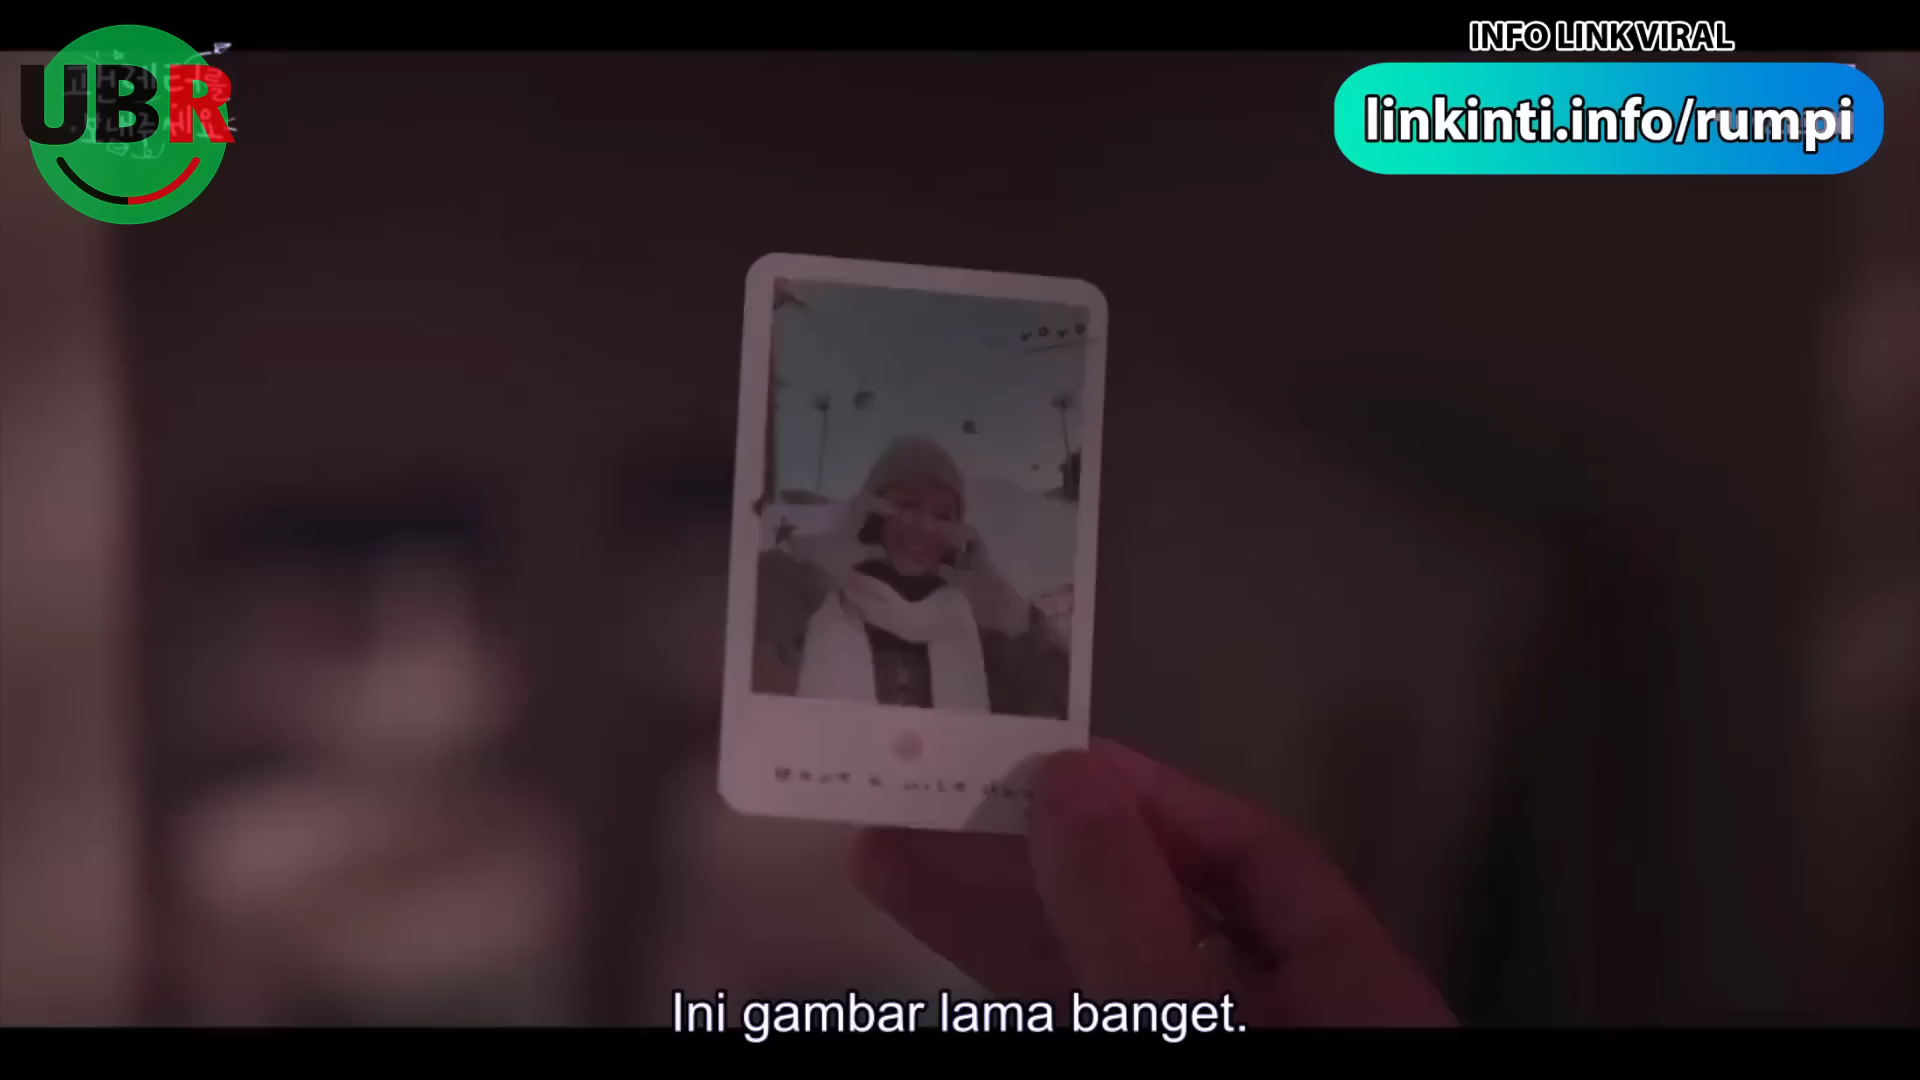 UBR
INFO LINK VIRAL
linkinti.info/rumpi
Ini gambar lama banget.